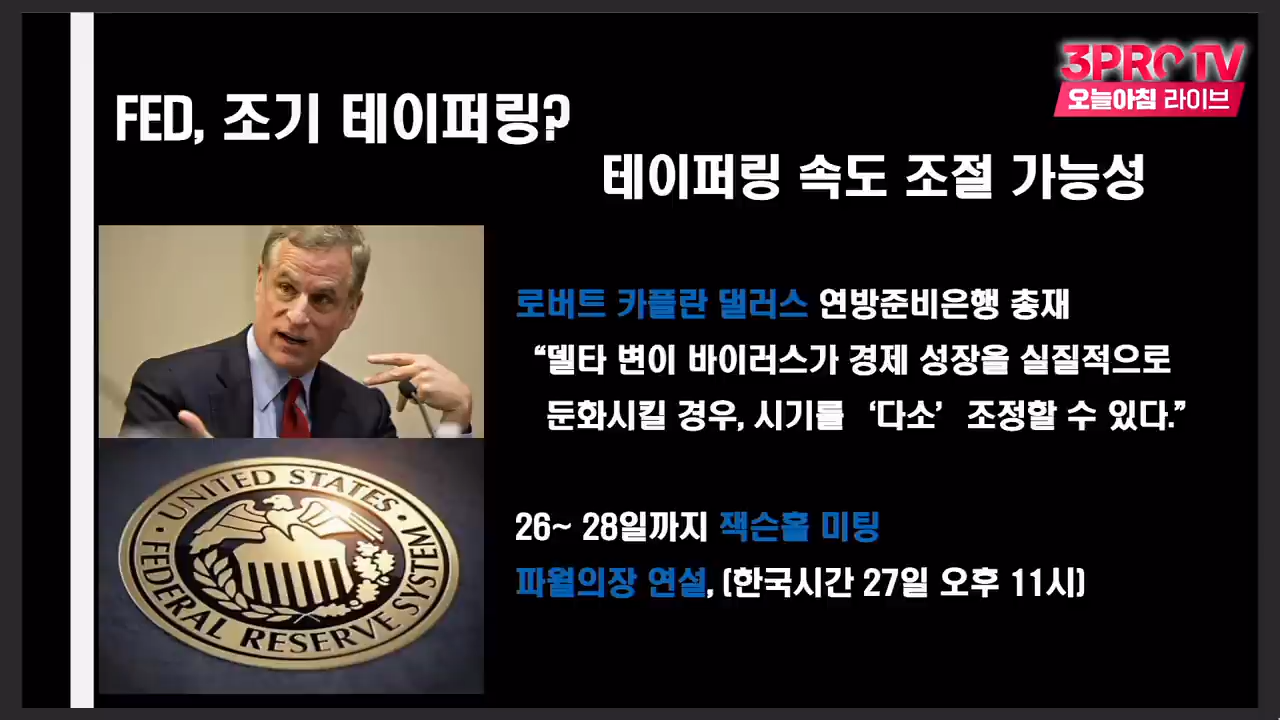 3PRO TV
오늘아침 라이브
FED, 조기 테이퍼링?
테이퍼링 속도 조절 가능성
로버트 카플란 댈러스 연방준비은행 총재
“델타 변이 바이러스가 경제 성장을 실질적으로
둔화시킬 경우, 시기를 ‘다소’ 조정할 수 있다.”
26~ 28일까지 잭슨홀 미팅
파월의장 연설, (한국시간 27일 오후 11시)
UNITED STATES
FEDERAL RESERVE SYSTEM